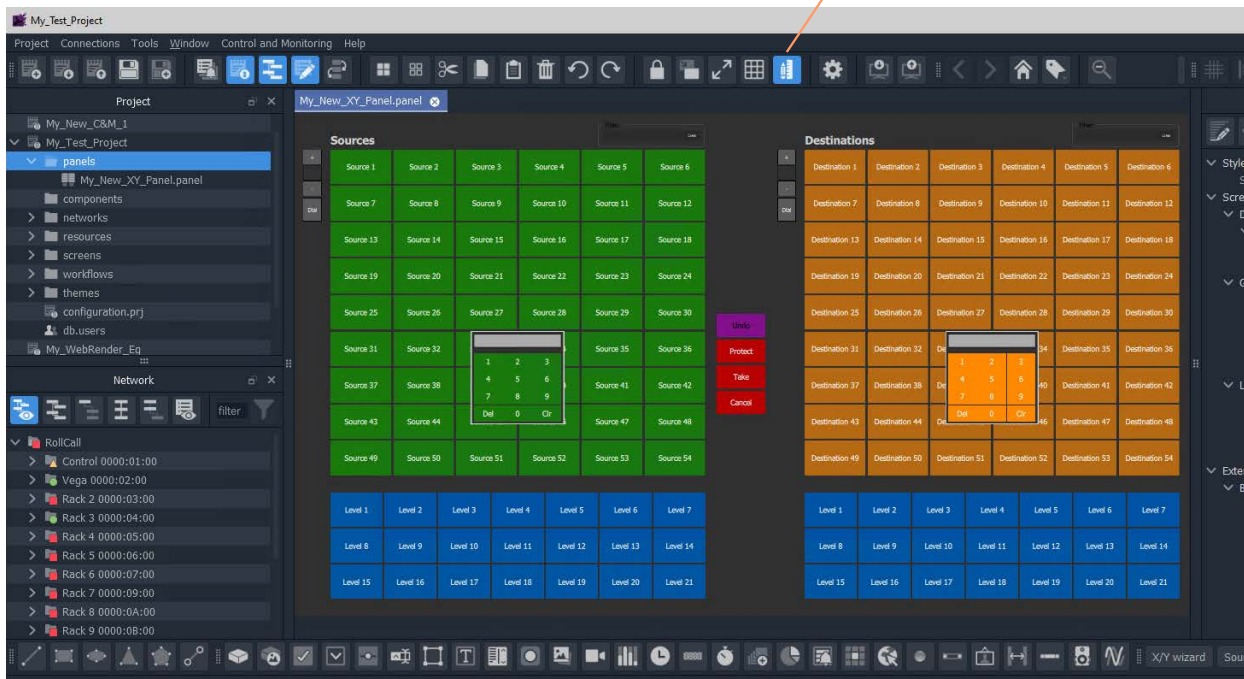 My_Test_Project
Project Connections Tools Window Control and Monitoring Help
Project
My_New_C&M_1
My_Test_Project
panels
My_New_XY_Panel.panel
components
networks
resources
screens
workflows
themes
configuration.prj
db.users
My_WebRender_Eg
Network
filter
RollCall
Control 0000:01:00
Vega 0000:02:00
Rack 2 0000:03:00
Rack 3 0000:04:00
Rack 4 0000:05:00
Rack 5 0000:06:00
Rack 6 0000:07:00
Rack 7 0000:09:00
Rack 8 0000:0A:00
Rack 9 0000:0B:00
My_New_XY_Panel.panel
Sources
Source 1 Source 2 Source 3 Source 4 Source 5 Source 6
Source 7 Source 8 Source 9 Source 10 Source 11 Source 12
Source 13 Source 14 Source 15 Source 16 Source 17 Source 18
Source 19 Source 20 Source 21 Source 22 Source 23 Source 24
Source 25 Source 26 Source 27 Source 28 Source 29 Source 30
Source 31 Source 32 Source 35 Source 36
Source 37 Source 38 Source 41 Source 42
Source 43 Source 44 Source 47 Source 48
Source 49 Source 50 Source 51 Source 52 Source 53 Source 54
1 2 3
4 5 6
7 8 9
Del 0 Clr
Level 1 Level 2 Level 3 Level 4 Level 5 Level 6 Level 7
Level 8 Level 9 Level 10 Level 11 Level 12 Level 13 Level 14
Level 15 Level 16 Level 17 Level 18 Level 19 Level 20 Level 21
Undo
Protect
Take
Cancel
Destinations
Destination 1 Destination 2 Destination 3 Destination 4 Destination 5 Destination 6
Destination 7 Destination 8 Destination 9 Destination 10 Destination 11 Destination 12
Destination 13 Destination 14 Destination 15 Destination 16 Destination 17 Destination 18
Destination 19 Destination 20 Destination 21 Destination 22 Destination 23 Destination 24
Destination 25 Destination 26 Destination 27 Destination 28 Destination 29 Destination 30
Destination 31 Destination 32 De 34 Destination 35 Destination 36
Destination 37 Destination 38 De 40 Destination 41 Destination 42
Destination 43 Destination 44 De 46 Destination 47 Destination 48
Destination 49 Destination 50 Destination 51 Destination 52 Destination 53 Destination 54
1 2 3
4 5 6
7 8 9
Del 0 Clr
Level 1 Level 2 Level 3 Level 4 Level 5 Level 6 Level 7
Level 8 Level 9 Level 10 Level 11 Level 12 Level 13 Level 14
Level 15 Level 16 Level 17 Level 18 Level 19 Level 20 Level 21
Style
S
Scre
D
G
L
Exter
B
X/Y wizard Sou